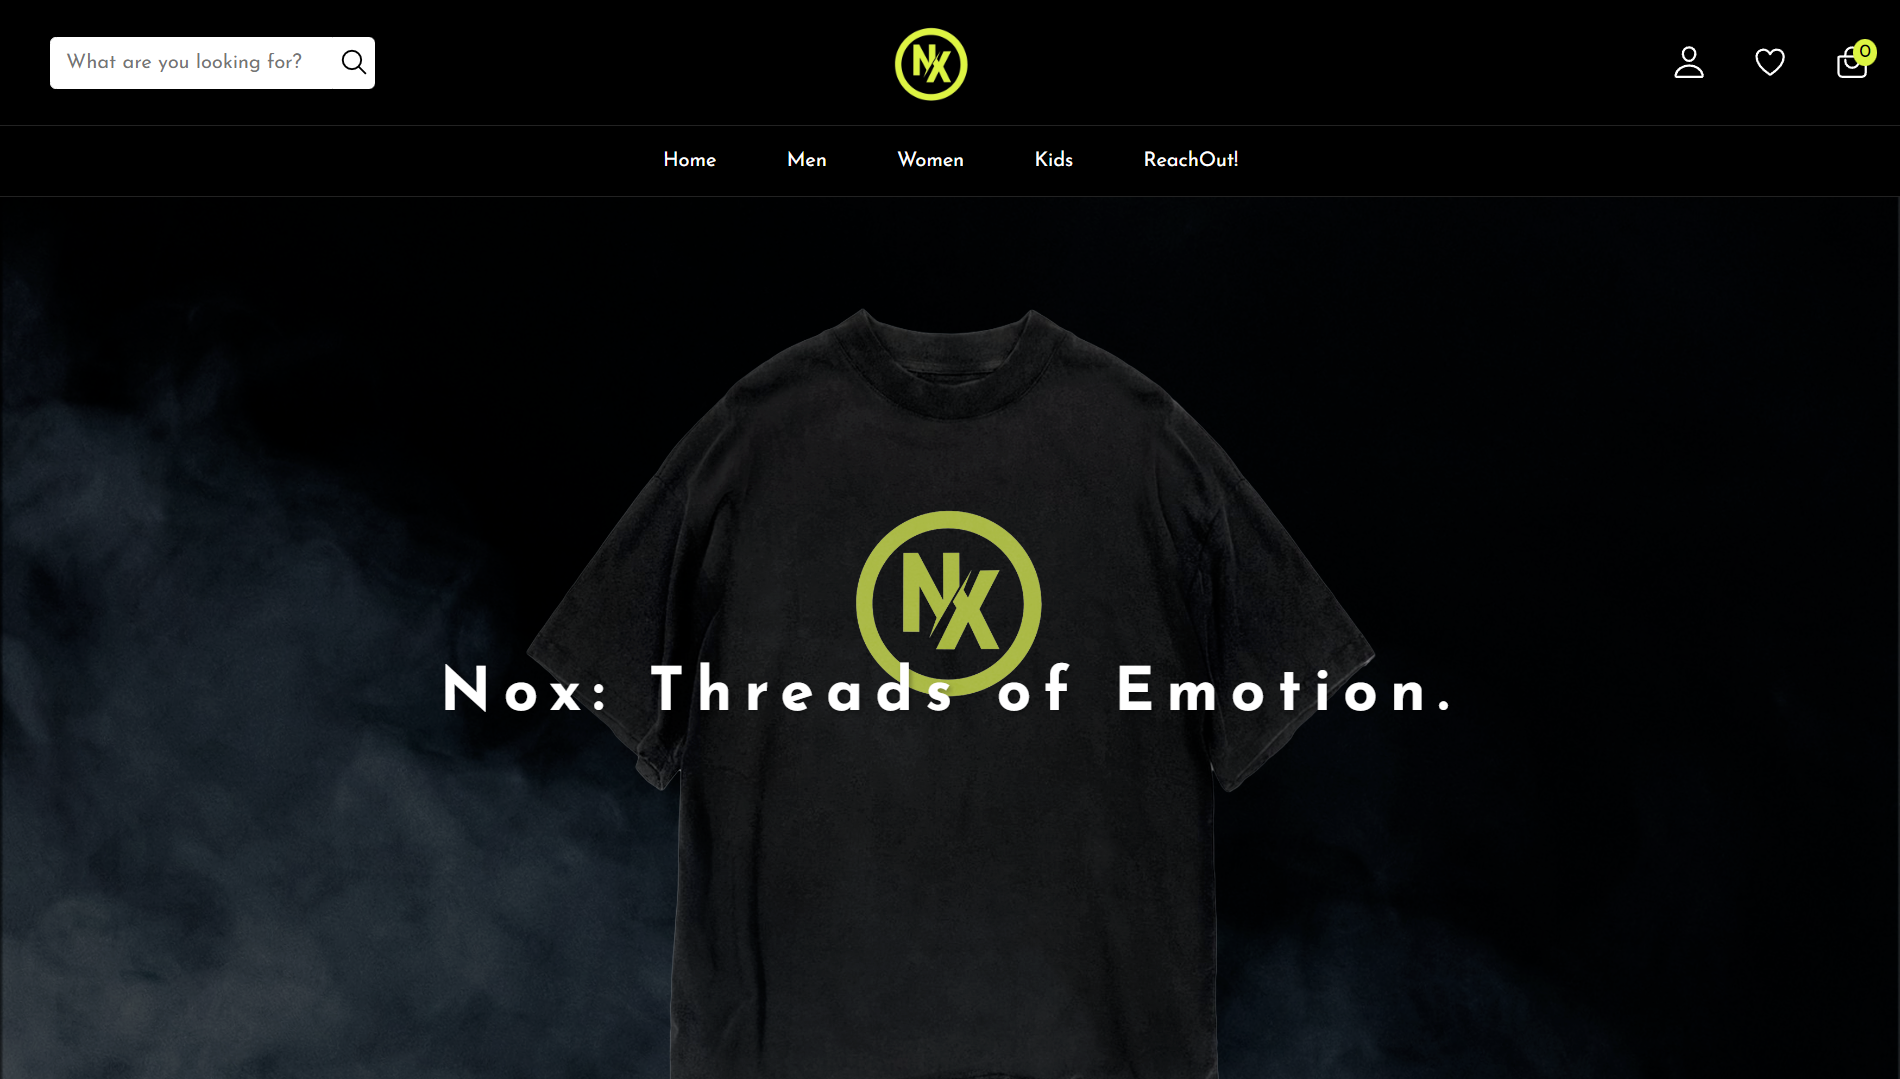 What are you looking for?
NX
0
Home
Men
Women
Kids
ReachOut!
NX
Nox: Threads of Emotion.